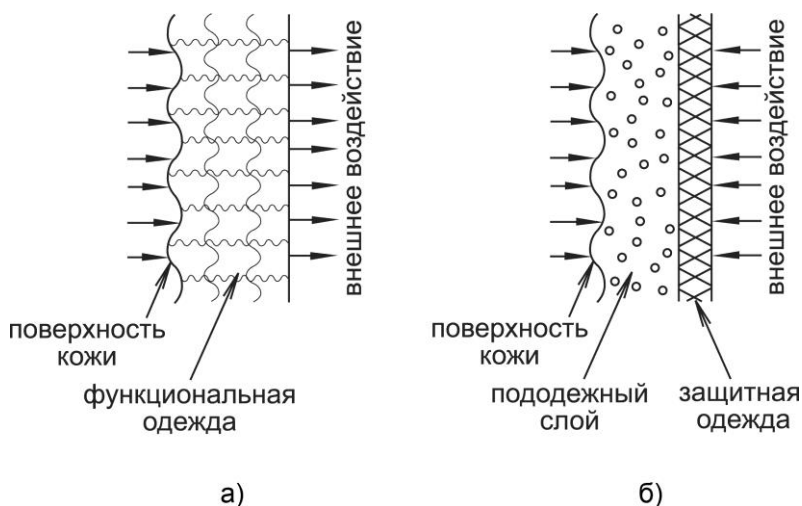 внешнее воздействие
поверхность
кожи
функциональная
одежда
а)
внешнее воздействие
поверхность
кожи
пододежный
слой
защитная
одежда
б)